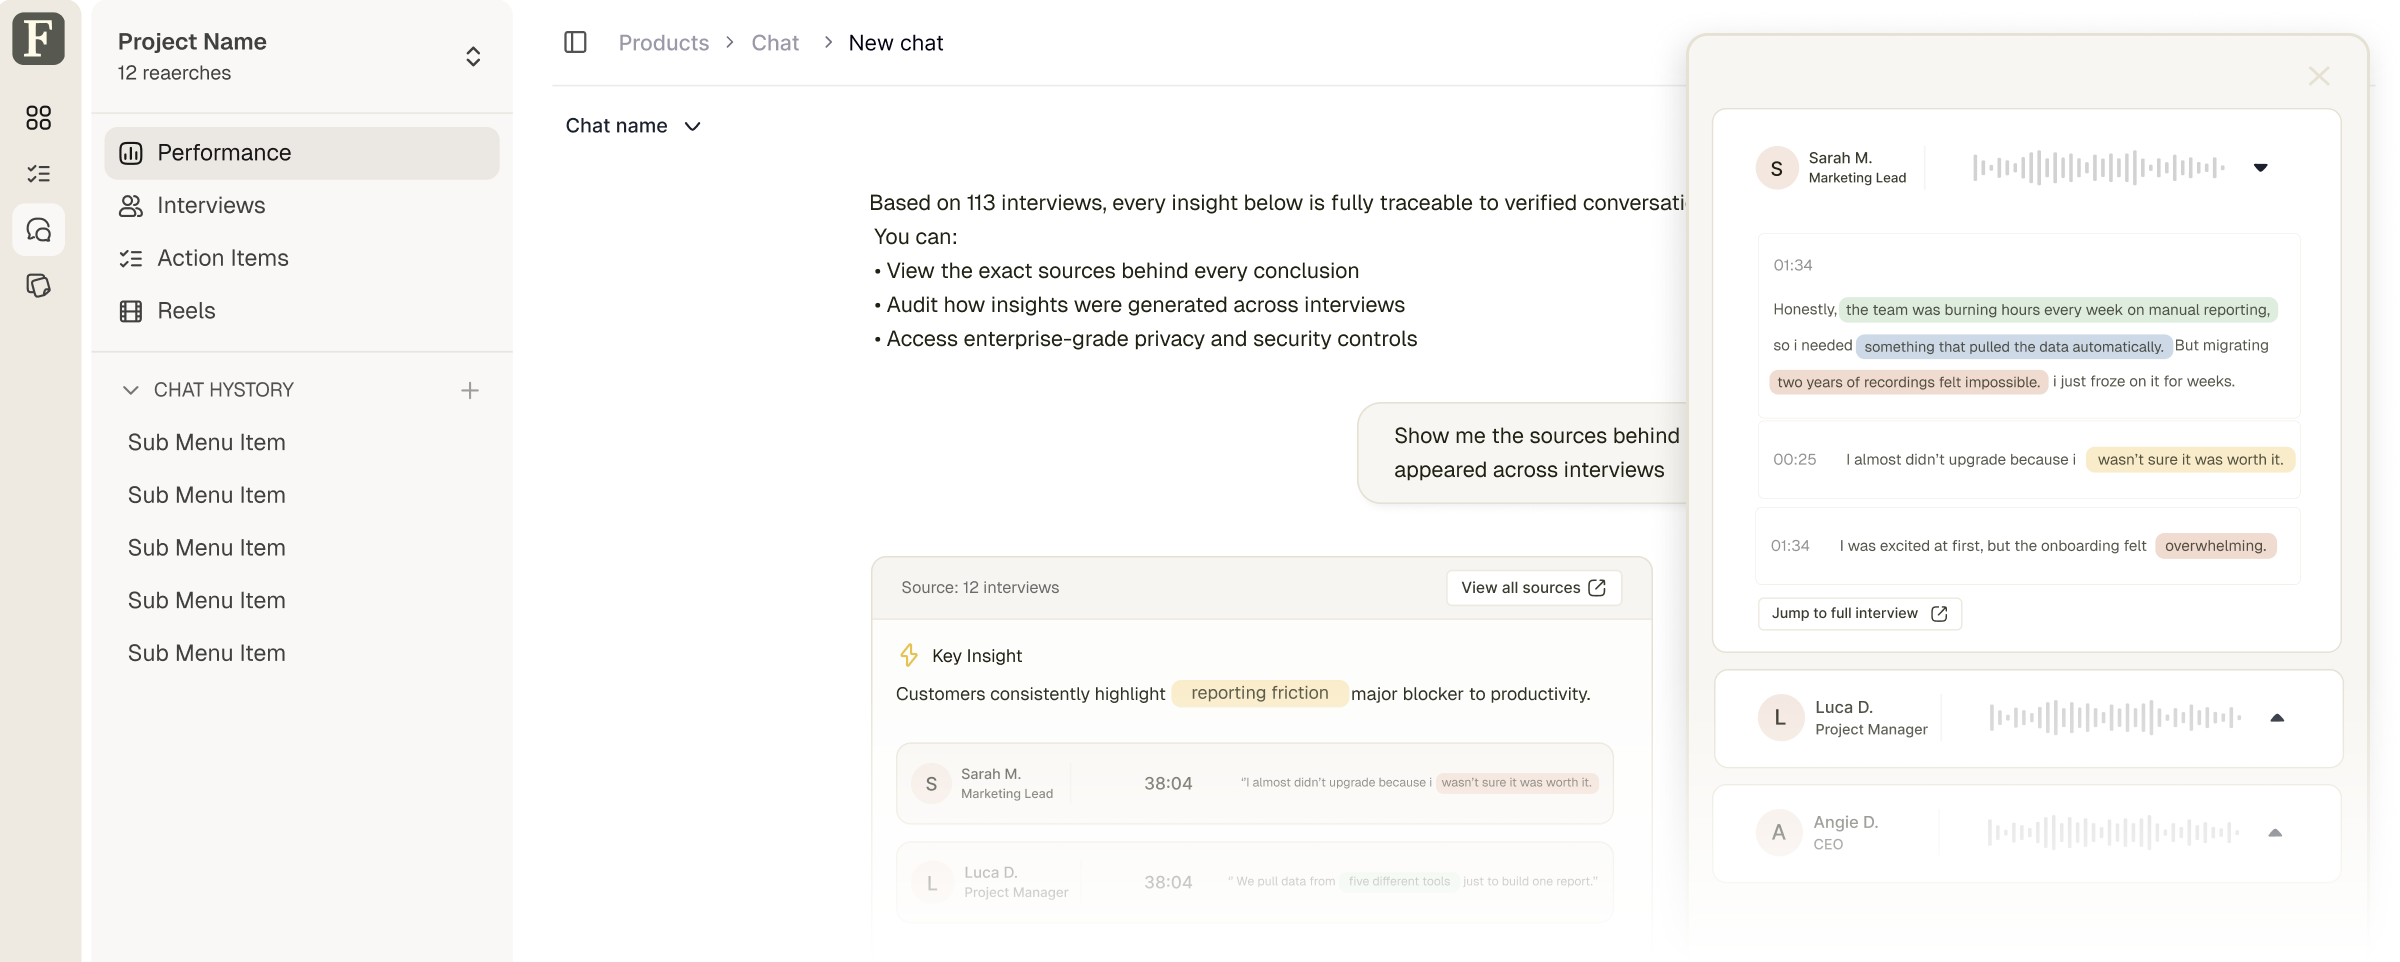 F
Project Name
12 reaerches
Performance
Interviews
Action Items
Reels
CHAT HYSTORY
Sub Menu Item
Sub Menu Item
Sub Menu Item
Sub Menu Item
Sub Menu Item
Products > Chat > New chat
Chat name
Based on 113 interviews, every insight below is fully traceable to verified conversati
You can:
• View the exact sources behind every conclusion
• Audit how insights were generated across interviews
• Access enterprise-grade privacy and security controls
Show me the sources behind
appeared across interviews
Source: 12 interviews
View all sources
Key Insight
Customers consistently highlight reporting friction major blocker to productivity.
S
Sarah M.
Marketing Lead
38:04
“I almost didn’t upgrade because i wasn’t sure it was worth it.
L
Luca D.
Project Manager
38:04
“ We pull data from five different tools just to build one report.”
S
Sarah M.
Marketing Lead
01:34
Honestly, the team was burning hours every week on manual reporting,
so i needed something that pulled the data automatically. But migrating
two years of recordings felt impossible. i just froze on it for weeks.
00:25 I almost didn’t upgrade because i wasn’t sure it was worth it.
01:34 I was excited at first, but the onboarding felt overwhelming.
Jump to full interview
L
Luca D.
Project Manager
A
Angie D.
CEO